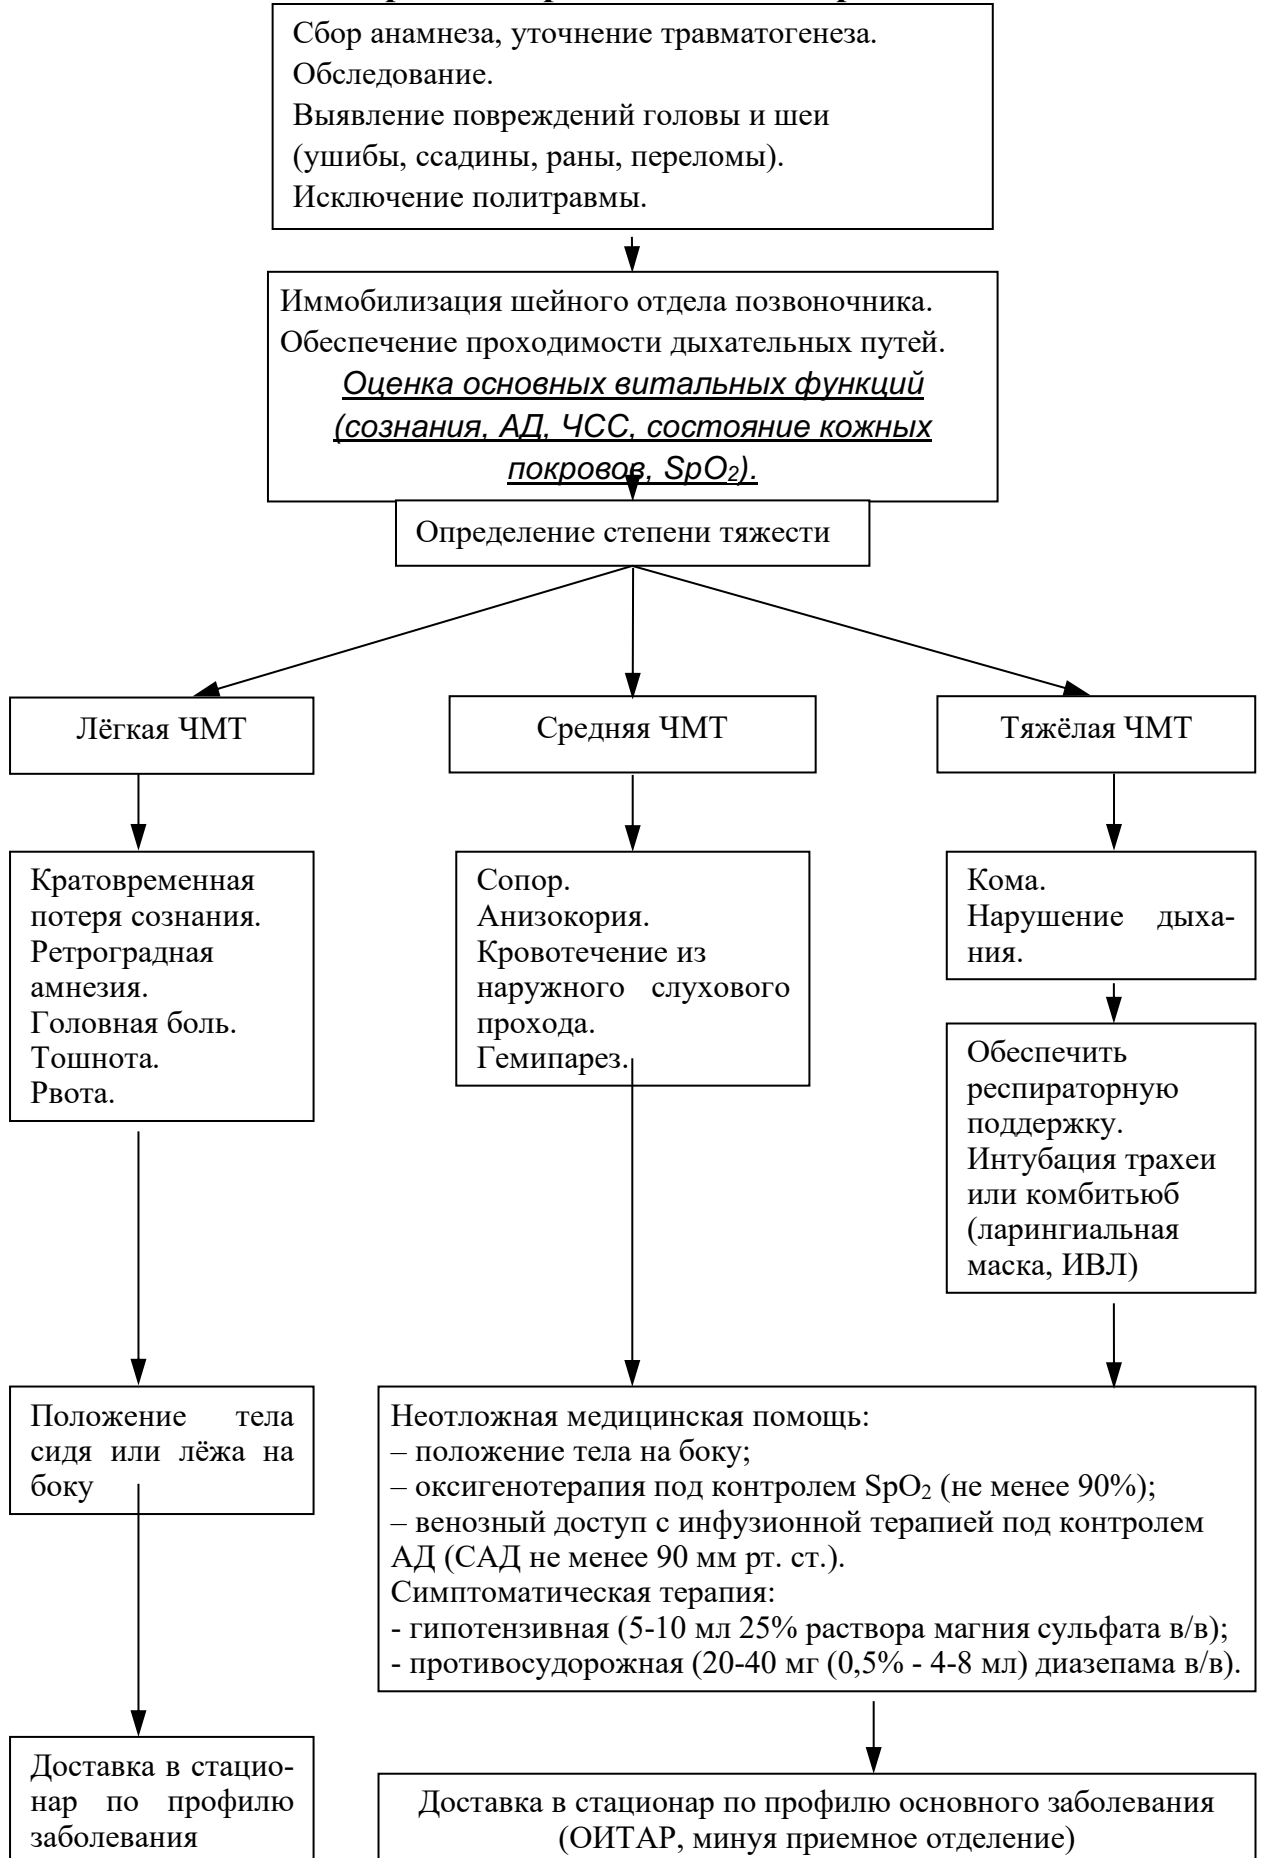 Сбор анамнеза, уточнение травматогенеза.
Обследование.
Выявление повреждений головы и шеи
(ушибы, ссадины, раны, переломы).
Исключение политравмы.
Иммобилизация шейного отдела позвоночника.
Обеспечение проходимости дыхательных путей.
Оценка основных витальных функций
(сознания, АД, ЧСС, состояние кожных
покровов, SpO₂).
Определение степени тяжести
Лёгкая ЧМТ
Средняя ЧМТ
Тяжёлая ЧМТ
Кратовременная
потеря сознания.
Ретроградная
амнезия.
Головная боль.
Тошнота.
Рвота.
Сопор.
Анизокория.
Кровотечение из
наружного слухового
прохода.
Гемипарез.
Кома.
Нарушение дыха-
ния.
Обеспечить
респираторную
поддержку.
Интубация трахеи
или комбитьюб
(ларингиальная
маска, ИВЛ)
Положение тела
сидя или лёжа на
боку
Неотложная медицинская помощь:
– положение тела на боку;
– оксигенотерапия под контролем SpO₂ (не менее 90%);
– венозный доступ с инфузионной терапией под контролем
АД (САД не менее 90 мм рт. ст.).
Симптоматическая терапия:
- гипотензивная (5-10 мл 25% раствора магния сульфата в/в);
- противосудорожная (20-40 мг (0,5% - 4-8 мл) диазепама в/в).
Доставка в стацио-
нар по профилю
заболевания
Доставка в стационар по профилю основного заболевания
(ОИТАР, минуя приемное отделение)